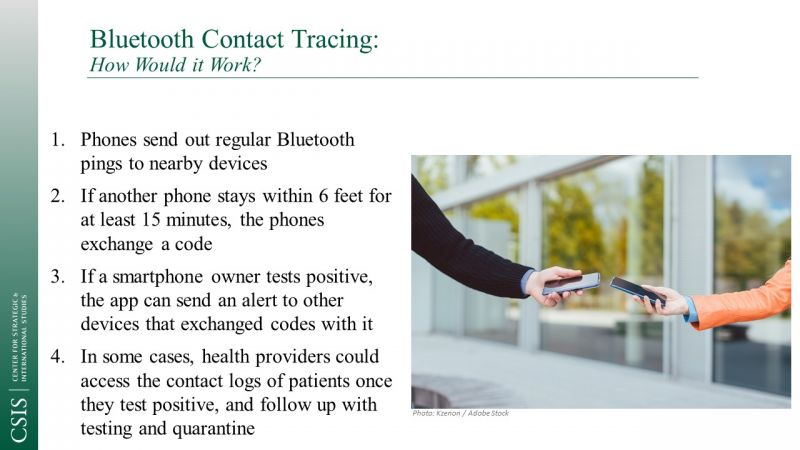 Bluetooth Contact Tracing:
How Would it Work?
1. Phones send out regular Bluetooth
pings to nearby devices
2. If another phone stays within 6 feet for
at least 15 minutes, the phones
exchange a code
3. If a smartphone owner tests positive,
the app can send an alert to other
devices that exchanged codes with it
4. In some cases, health providers could
access the contact logs of patients once
they test positive, and follow up with
testing and quarantine
Photo: Kzenon / Adobe Stock
CSIS
CENTER FOR STRATEGIC &
INTERNATIONAL STUDIES